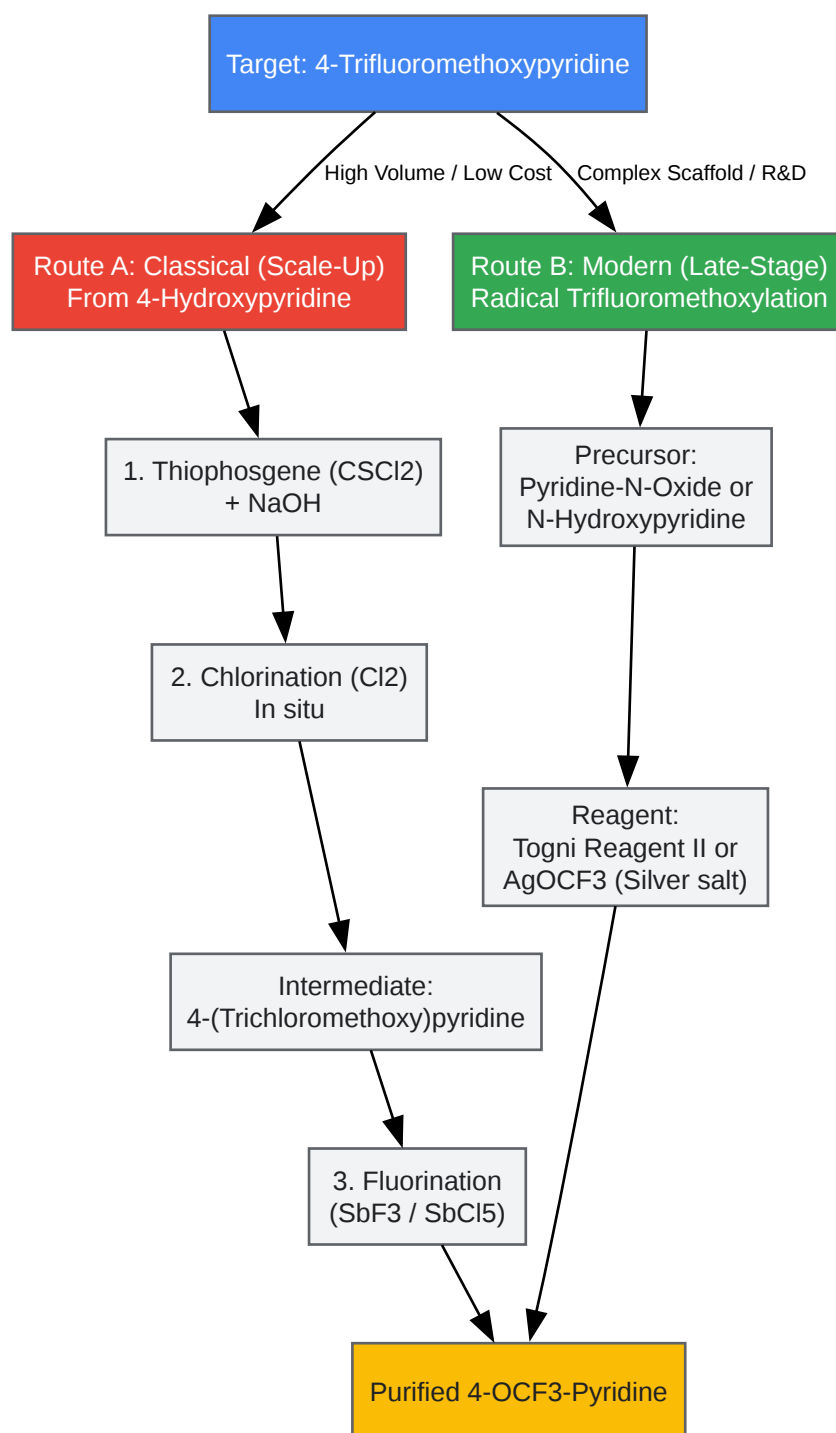 Target: 4-Trifluoromethoxypyridine
High Volume / Low Cost
Complex Scaffold / R&D
Route A: Classical (Scale-Up)
From 4-Hydroxypyridine
Route B: Modern (Late-Stage)
Radical Trifluoromethoxylation
1. Thiophosgene (CSCl2)
+ NaOH
Precursor:
Pyridine-N-Oxide or
N-Hydroxypyridine
2. Chlorination (Cl2)
In situ
Reagent:
Togni Reagent II or
AgOCF3 (Silver salt)
Intermediate:
4-(Trichloromethoxy)pyridine
3. Fluorination
(SbF3 / SbCl5)
Purified 4-OCF3-Pyridine